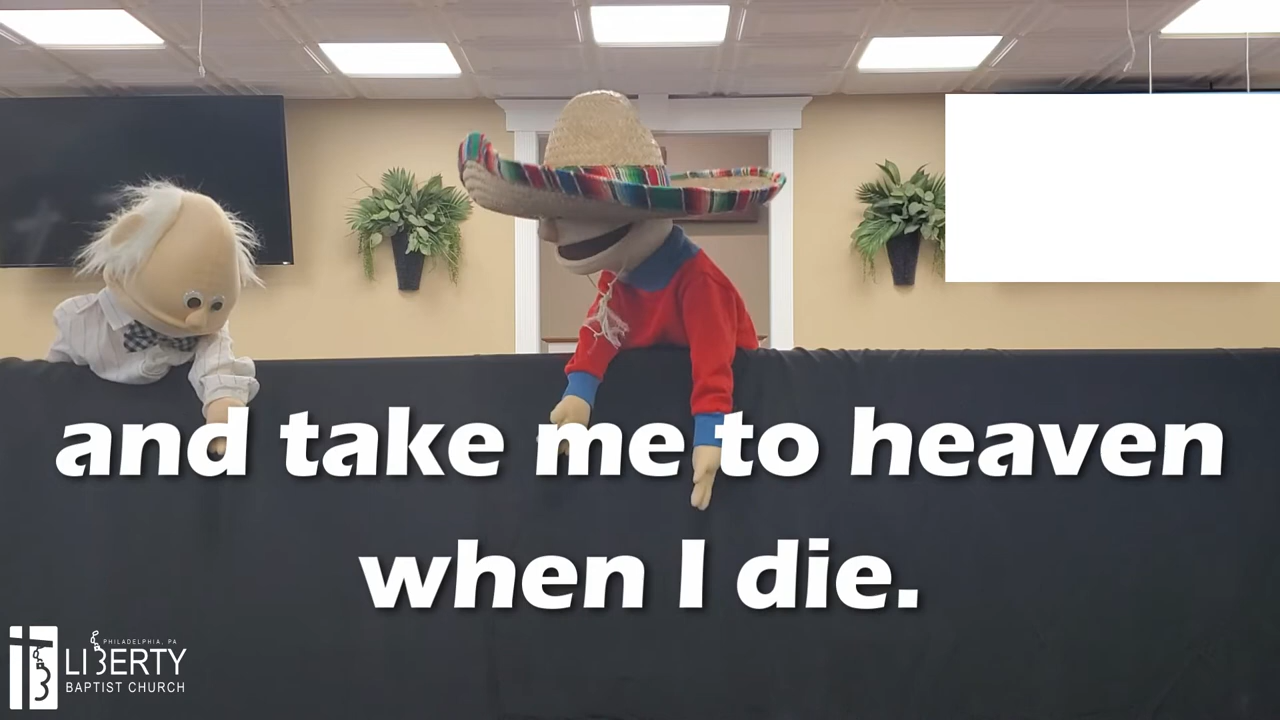 and take me to heaven
when I die.
PHILADELPHIA, PA
LIBERTY
BAPTIST CHURCH